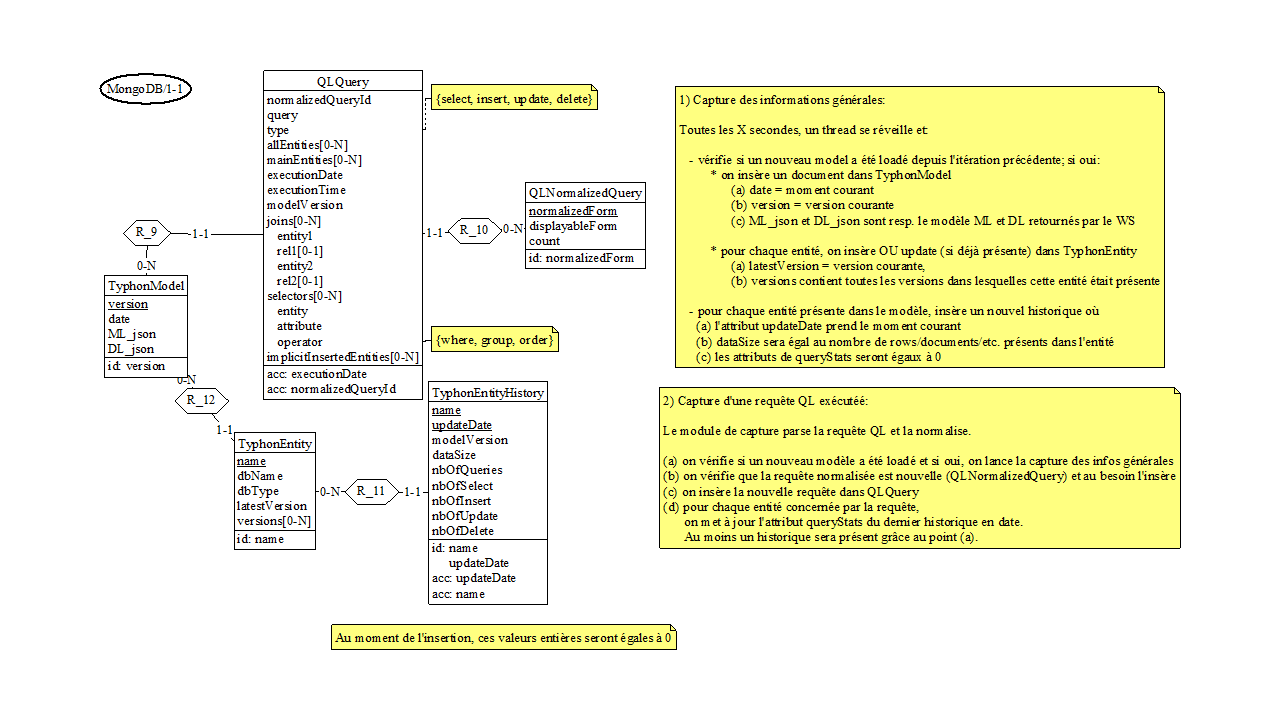 MongoDB/1-1
QLQuery
normalizedQueryId
query
type
allEntities[0-N]
mainEntities[0-N]
executionDate
executionTime
modelVersion
joins[0-N]
entity1
rel1[0-1]
entity2
rel2[0-1]
selectors[0-N]
entity
attribute
operator
implicitInsertedEntities[0-N]
acc: executionDate
acc: normalizedQueryId
{select, insert, update, delete}
{where, group, order}
1-1
R_10
0-N
QLNormalizedQuery
normalizedForm
displayableForm
count
id: normalizedForm
R_9
1-1
0-N
TyphonModel
version
date
ML_json
DL_json
id: version
0-N
R_12
1-1
TyphonEntity
name
dbName
dbType
latestVersion
versions[0-N]
id: name
0-N
R_11
1-1
TyphonEntityHistory
name
updateDate
modelVersion
dataSize
nbOfQueries
nbOfSelect
nbOfInsert
nbOfUpdate
nbOfDelete
id: name
updateDate
acc: updateDate
acc: name
Au moment de l'insertion, ces valeurs entières seront égales à 0
1) Capture des informations générales:
Toutes les X secondes, un thread se réveille et:
- vérifie si un nouveau model a été loadé depuis l'itération précédente; si oui:
* on insère un document dans TyphonModel
(a) date = moment courant
(b) version = version courante
(c) ML_json et DL_json sont resp. le modèle ML et DL retournés par le WS
* pour chaque entité, on insère OU update (si déjà présente) dans TyphonEntity
(a) latestVersion = version courante,
(b) versions contient toutes les versions dans lesquelles cette entité était présente
- pour chaque entité présente dans le modèle, insère un nouvel historique où
(a) l'attribut updateDate prend le moment courant
(b) dataSize sera égal au nombre de rows/documents/etc. présents dans l'entité
(c) les attributs de queryStats seront égaux à 0
2) Capture d'une requête QL exécutéé:
Le module de capture parse la requête QL et la normalise.
(a) on vérifie si un nouveau modèle a été loadé et si oui, on lance la capture des infos générales
(b) on vérifie que la requête normalisée est nouvelle (QLNormalizedQuery) et au besoin l'insère
(c) on insère la nouvelle requête dans QLQuery
(d) pour chaque entité concernée par la requête,
on met à jour l'attribut queryStats du dernier historique en date.
Au moins un historique sera présent grâce au point (a).